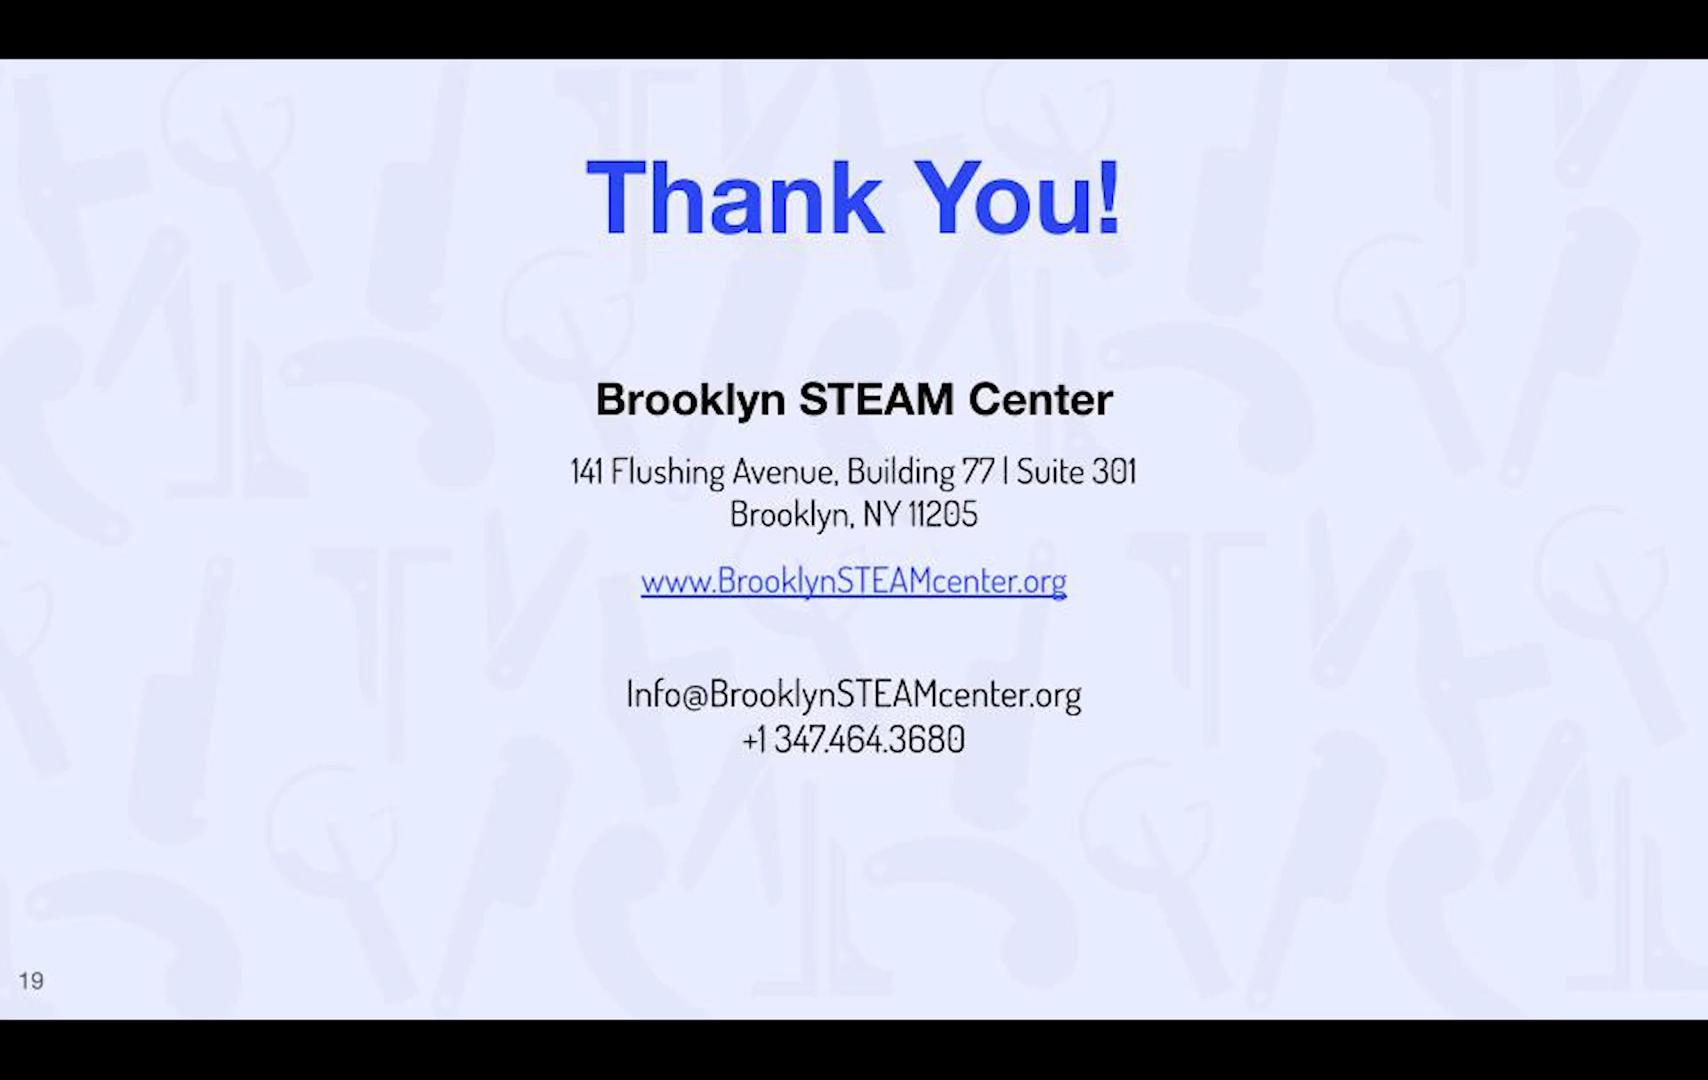 Thank You!
Brooklyn STEAM Center
141 Flushing Avenue, Building 77 | Suite 301
Brooklyn, NY 11205
www.BrooklynSTEAMcenter.org
Info@BrooklynSTEAMcenter.org
+1 347.464.3680
19